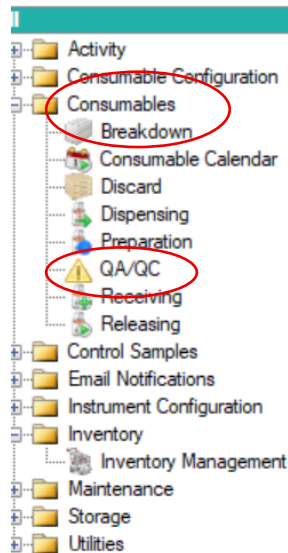 Activity
Consumable Configuration
Consumables
Breakdown
Consumable Calendar
Discard
Dispensing
Preparation
QA/QC
Receiving
Releasing
Control Samples
Email Notifications
Instrument Configuration
Inventory
Inventory Management
Maintenance
Storage
Utilities